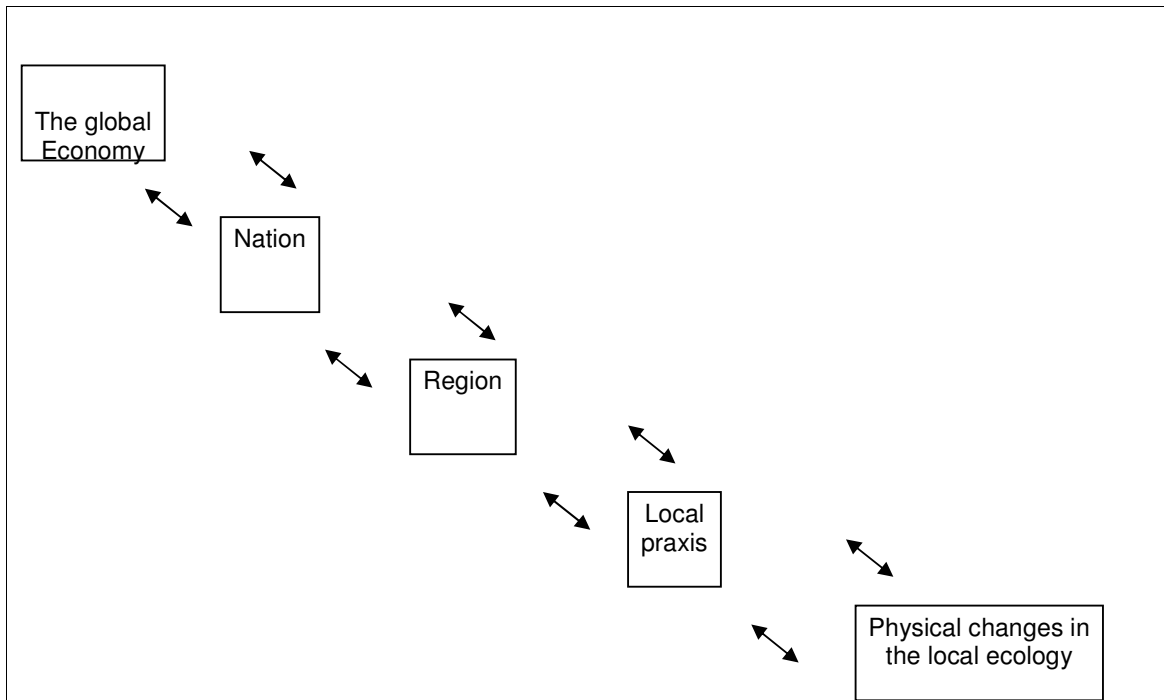 The global
Economy
Nation
Region
Local
praxis
Physical changes in
the local ecology